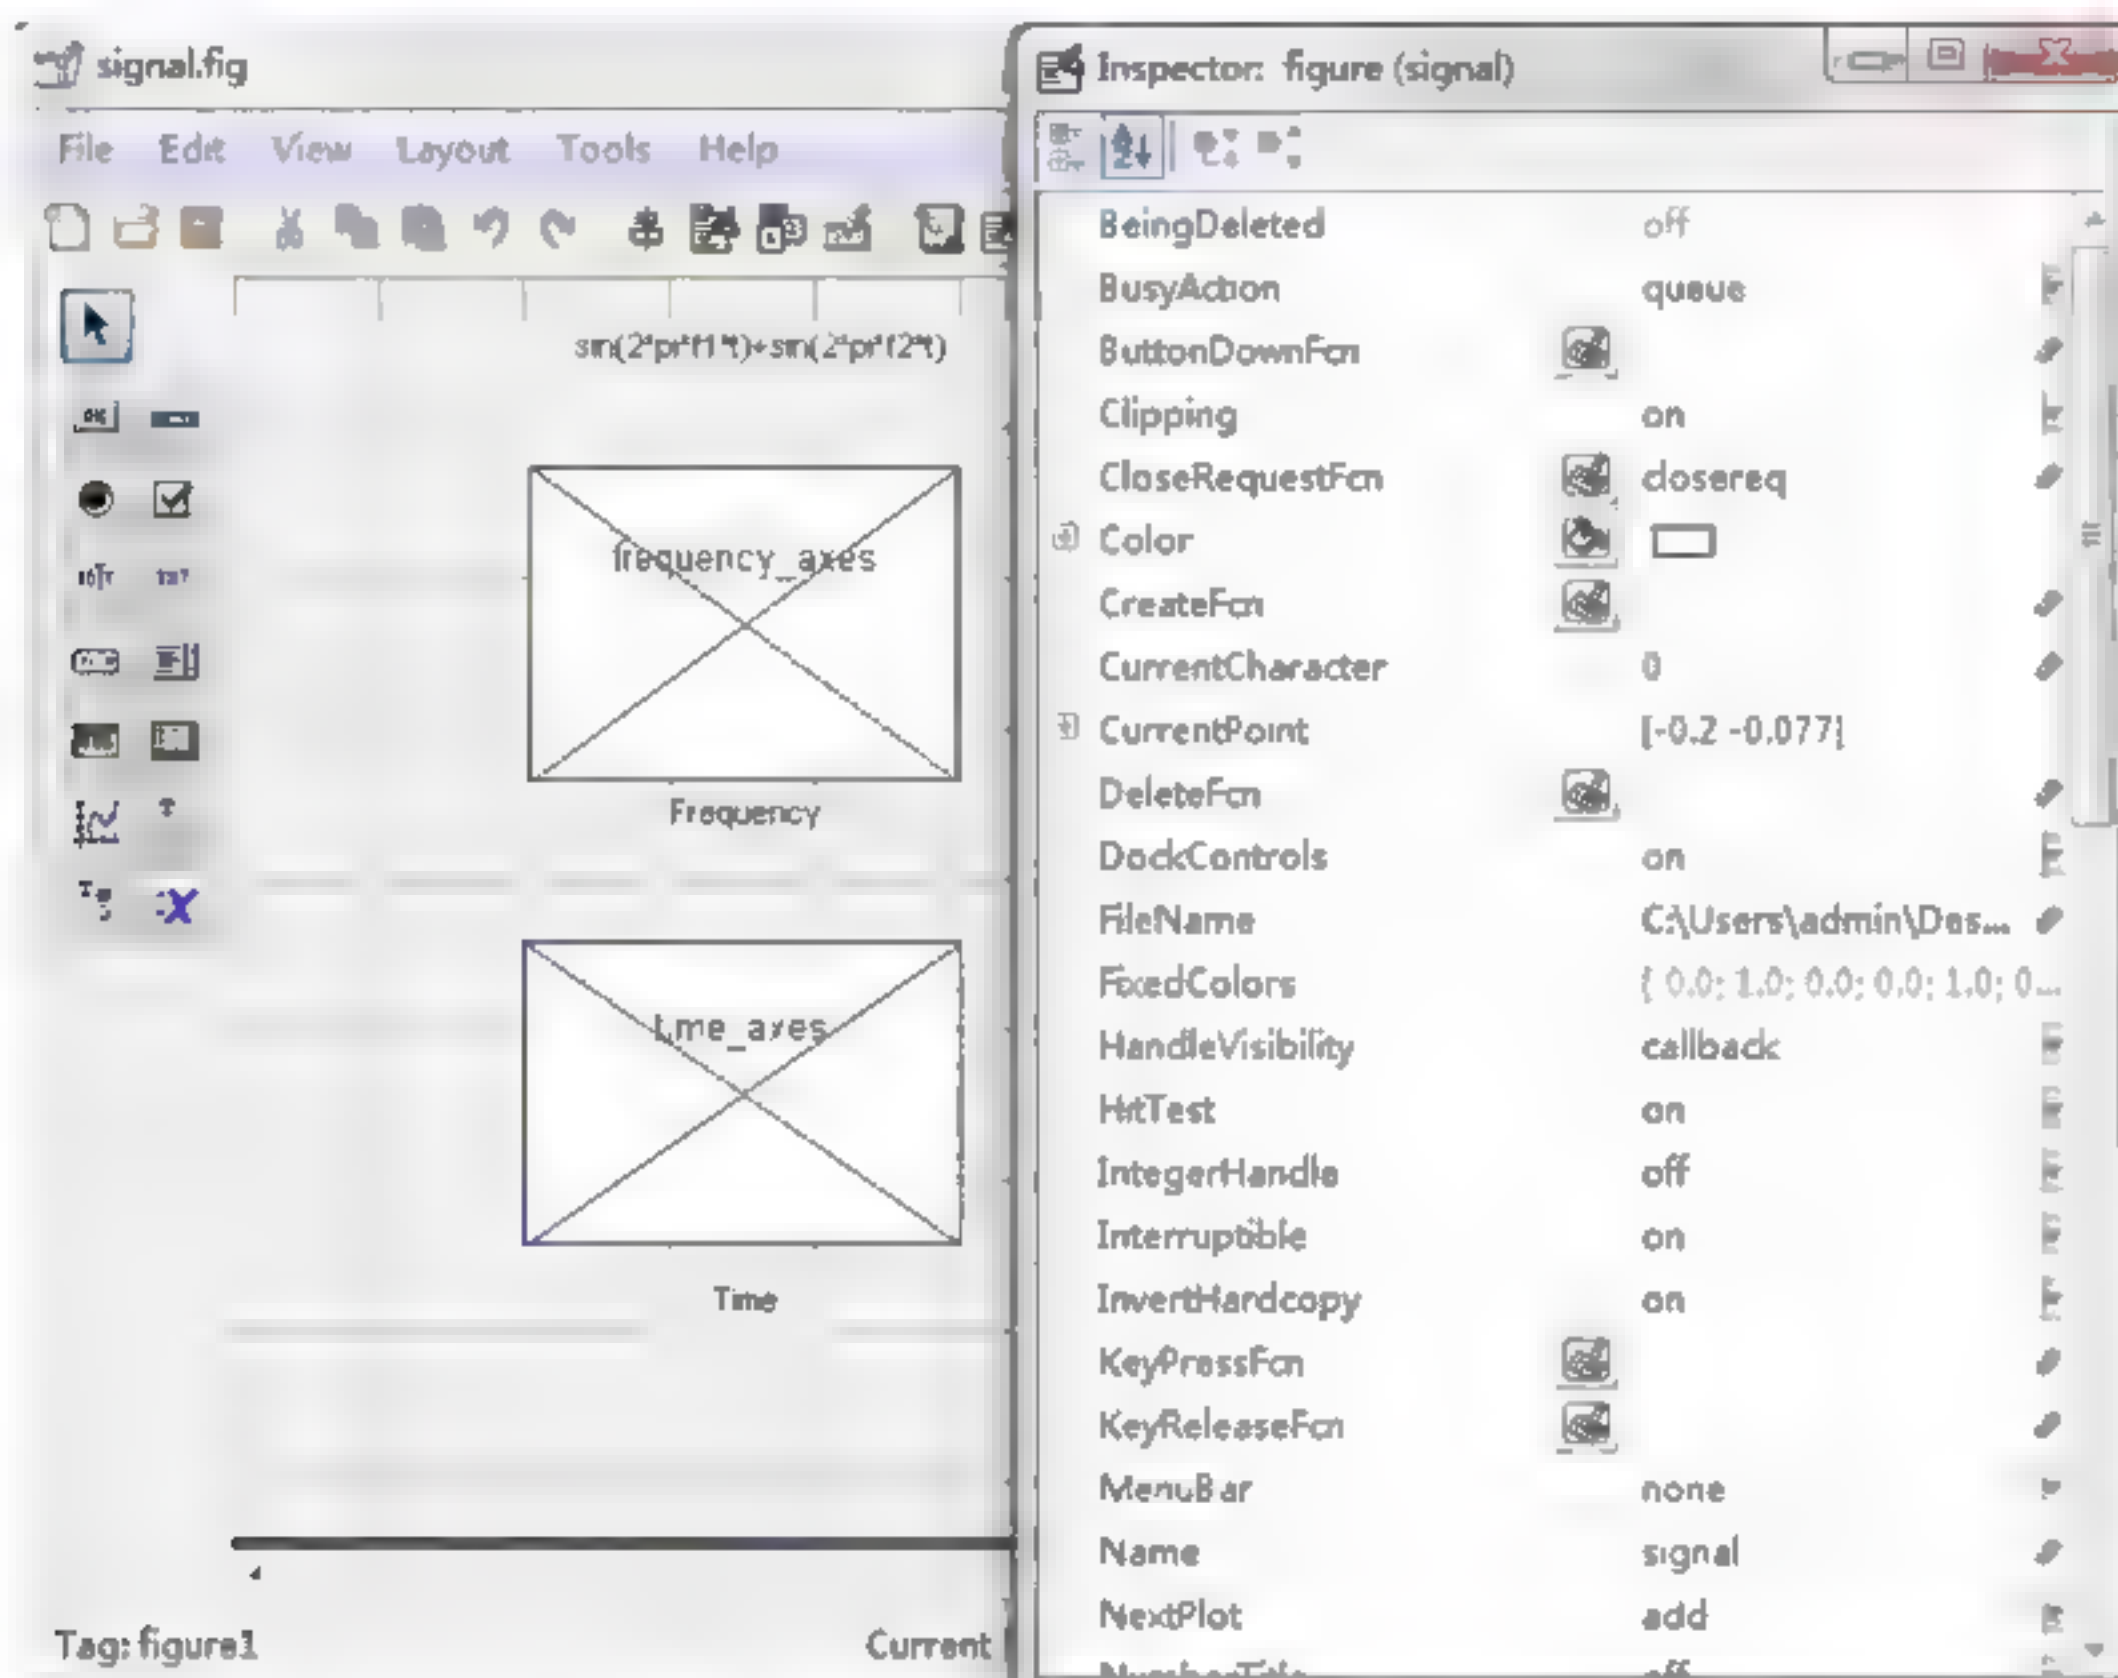 signal.fig
File Edit View Layout Tools Help
sin(2*pi*f1*t)+sin(2*pi*f2*t)
frequency_axes
Frequency
time_axes
Time
Tag: figure1
Current
Inspector: figure (signal)
BeingDeleted off
BusyAction queue
ButtonDownFcn
Clipping on
CloseRequestFcn closereq
Color
CreateFcn
CurrentCharacter 0
CurrentPoint [-0.2 -0.077]
DeleteFcn
DockControls on
FileName C:\Users\admin\Des...
FixedColors { 0.0; 1.0; 0.0; 0.0; 1.0; 0...
HandleVisibility callback
HitTest on
IntegerHandle off
Interruptible on
InvertHardcopy on
KeyPressFcn
KeyReleaseFcn
MenuBar none
Name signal
NextPlot add
NumberTitle off